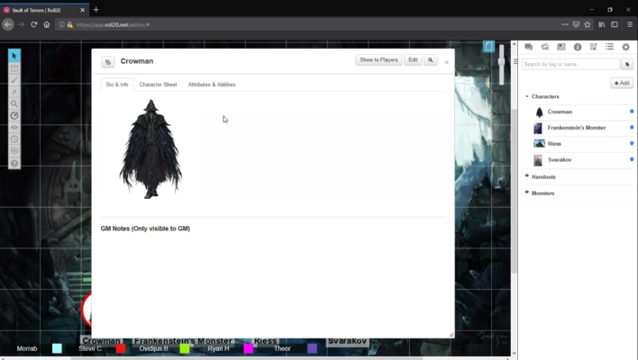 Vault of Terrors | Roll20
https://app.roll20.net/editor/#
Crowman
Show to Players
Edit
Bio & Info
Character Sheet
Attributes & Abilities
GM Notes (Only visible to GM)
Search by tag or name...
+ Add
Characters
Crowman
Frankenstein's Monster
Riess
Svarakov
Handouts
Monsters
Crowman
Frankenstein's Monster
Riess
Svarkov
Morrab
Steve C
Ovidijus B
Ryan H
Theor